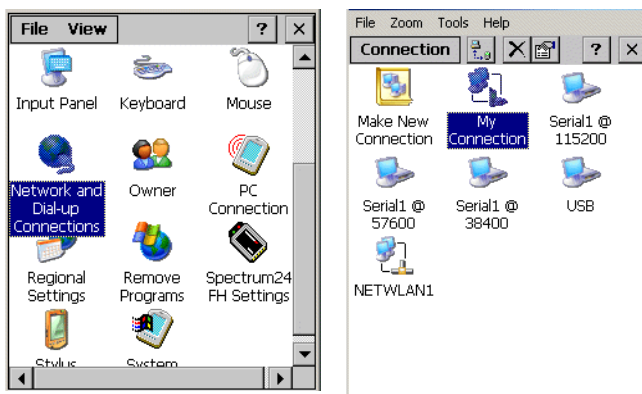 File View ? ×
Input Panel Keyboard Mouse
Network and Dial-up Connections
Owner
PC Connection
Regional Settings
Remove Programs
Spectrum24 FH Settings
Stylus System
File Zoom Tools Help
Connection ? ×
Make New Connection
My Connection
Serial1 @ 115200
Serial1 @ 57600
Serial1 @ 38400
USB
NETWLAN1